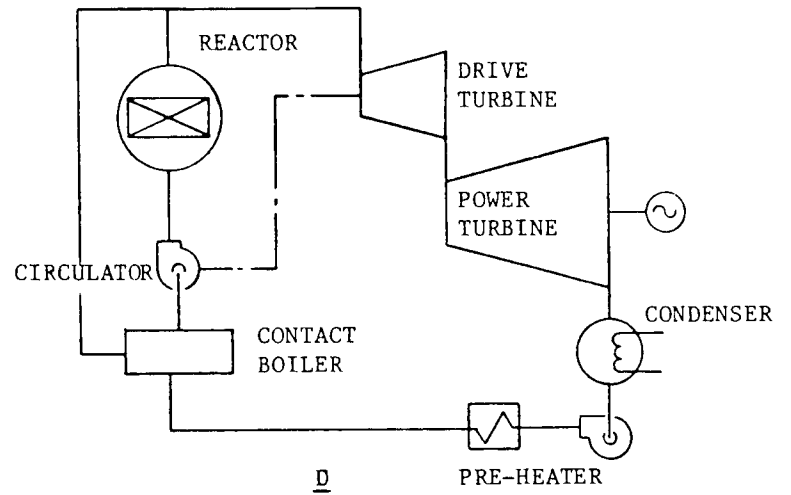 REACTOR
DRIVE
TURBINE
POWER
TURBINE
CIRCULATOR
CONTACT
BOILER
CONDENSER
PRE-HEATER
D